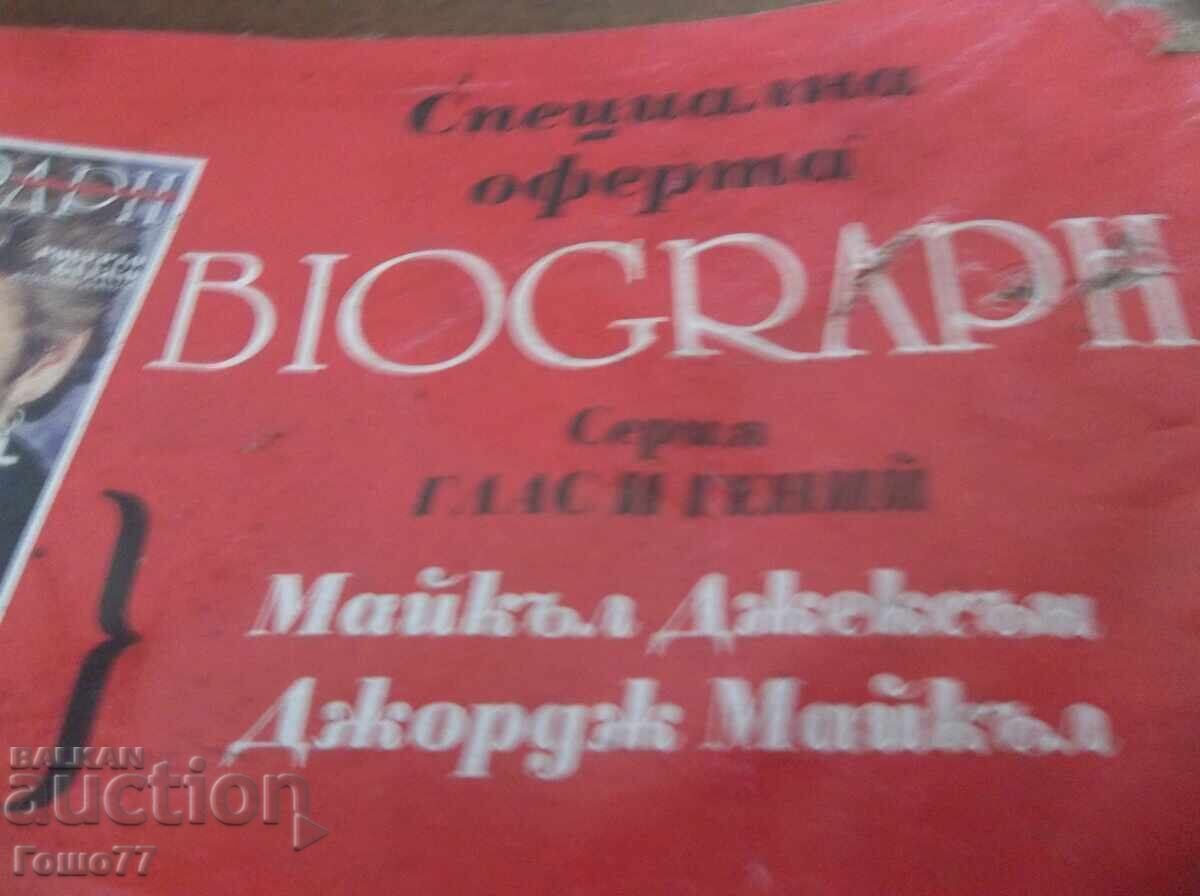 Специална
оферта
BIOGRAPH
Серия
ГЛАС И ГЕНИЙ
Майкъл Джексън
Джордж Майкъл
BALKAN
auction
Гошо77